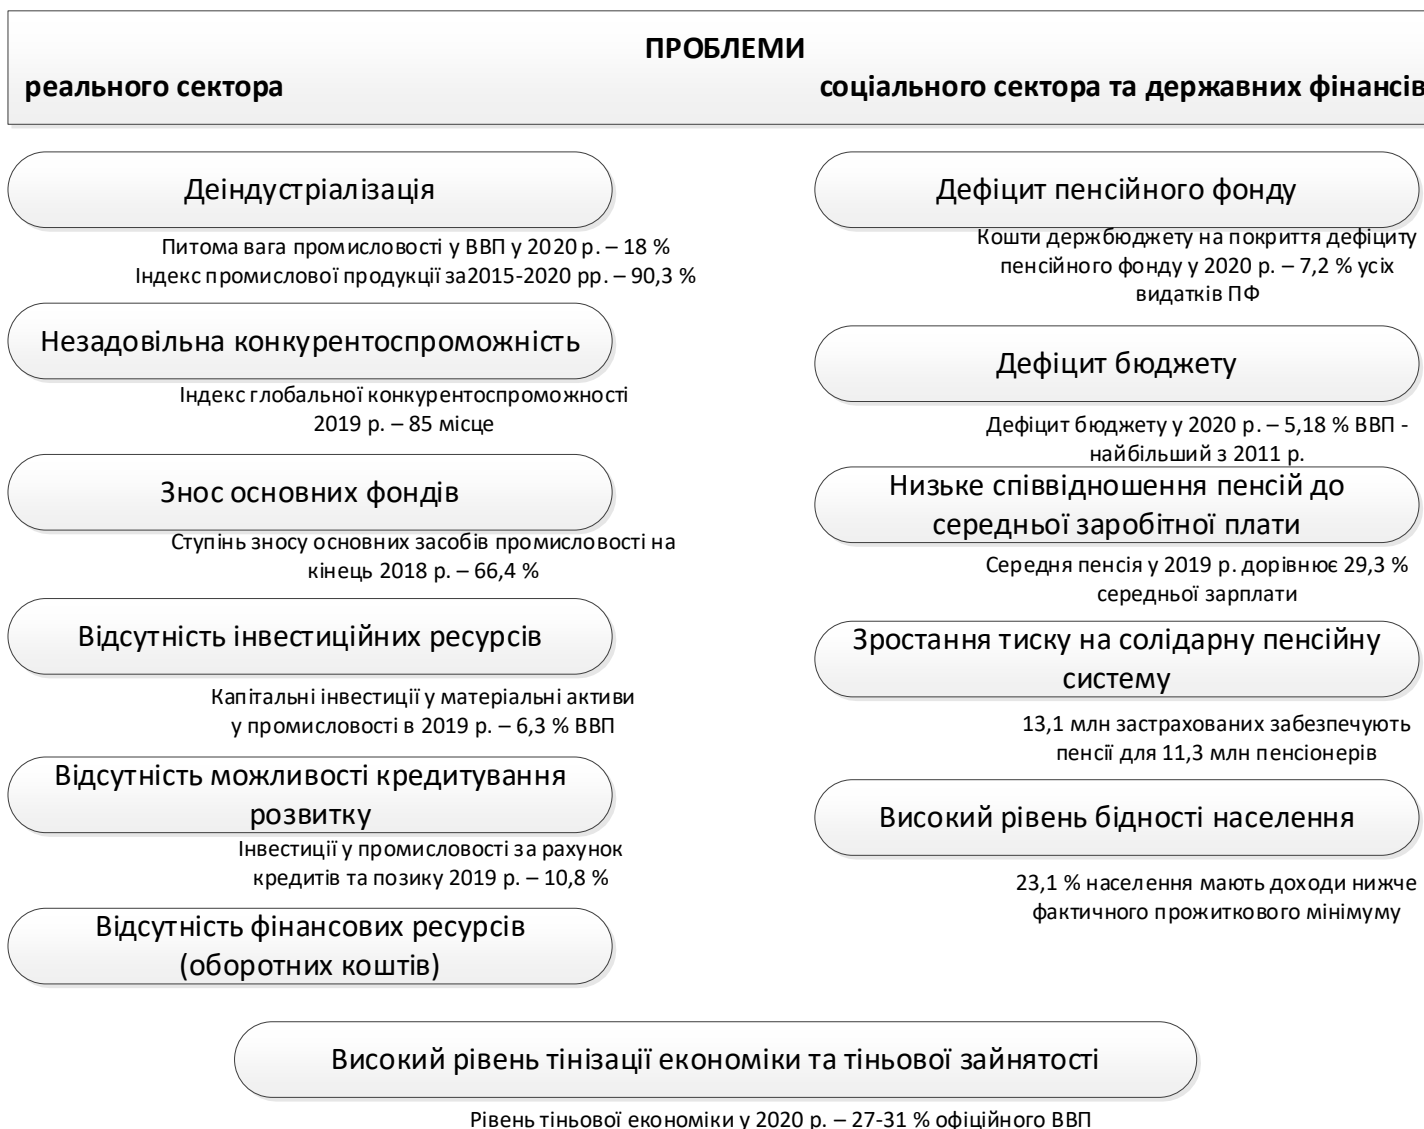 ПРОБЛЕМИ
реального сектора
соціального сектора та державних фінансів
Деіндустріалізація
Питома вага промисловості у ВВП у 2020 р. – 18 %
Індекс промислової продукції за2015-2020 рр. – 90,3 %
Незадовільна конкурентоспроможність
Індекс глобальної конкурентоспроможності
2019 р. – 85 місце
Знос основних фондів
Ступінь зносу основних засобів промисловості на
кінець 2018 р. – 66,4 %
Відсутність інвестиційних ресурсів
Капітальні інвестиції у матеріальні активи
у промисловості в 2019 р. – 6,3 % ВВП
Відсутність можливості кредитування
розвитку
Інвестиції у промисловості за рахунок
кредитів та позику 2019 р. – 10,8 %
Відсутність фінансових ресурсів
(оборотних коштів)
Дефіцит пенсійного фонду
Кошти держбюджету на покриття дефіциту
пенсійного фонду у 2020 р. – 7,2 % усіх
видатків ПФ
Дефіцит бюджету
Дефіцит бюджету у 2020 р. – 5,18 % ВВП -
найбільший з 2011 р.
Низьке співвідношення пенсій до
середньої заробітної плати
Середня пенсія у 2019 р. дорівнює 29,3 %
середньої зарплати
Зростання тиску на солідарну пенсійну
систему
13,1 млн застрахованих забезпечують
пенсії для 11,3 млн пенсіонерів
Високий рівень бідності населення
23,1 % населення мають доходи нижче
фактичного прожиткового мінімуму
Високий рівень тінізації економіки та тіньової зайнятості
Рівень тіньової економіки у 2020 р. – 27-31 % офіційного ВВП